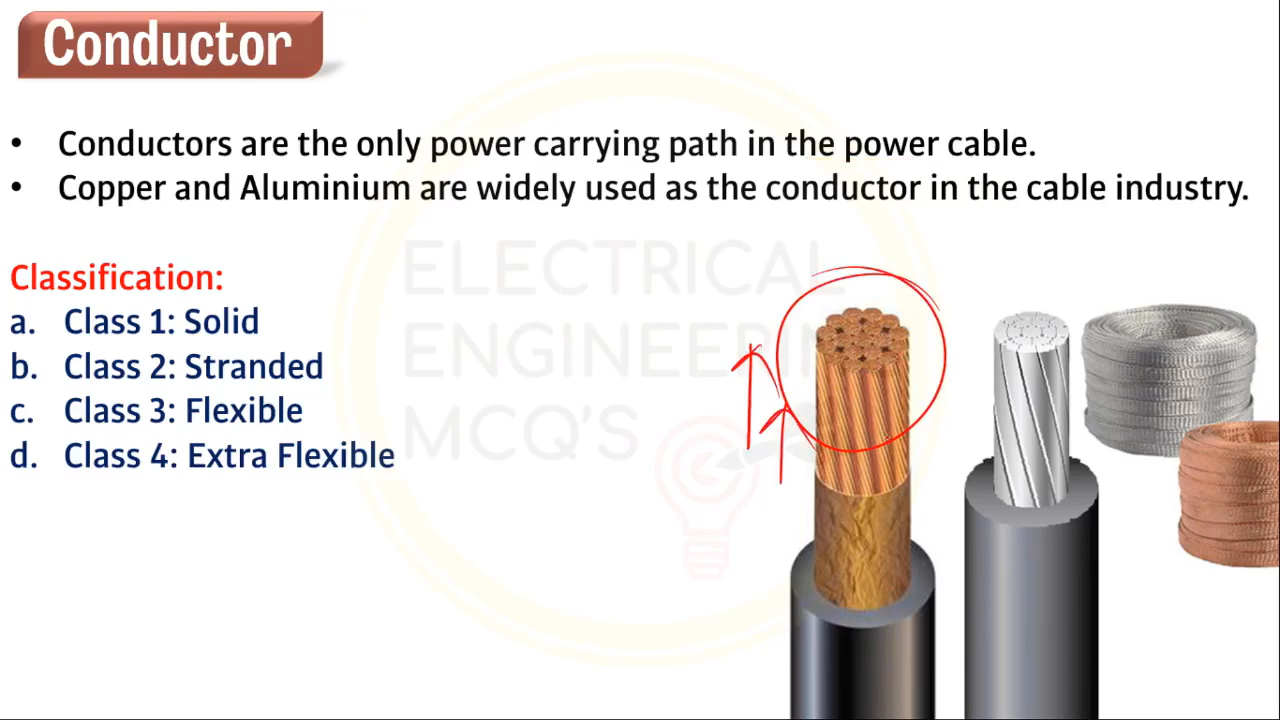 Conductor
• Conductors are the only power carrying path in the power cable.
• Copper and Aluminium are widely used as the conductor in the cable industry.
Classification:
a. Class 1: Solid
b. Class 2: Stranded
c. Class 3: Flexible
d. Class 4: Extra Flexible
ELECTRICAL
ENGINEERING
MCQ'S